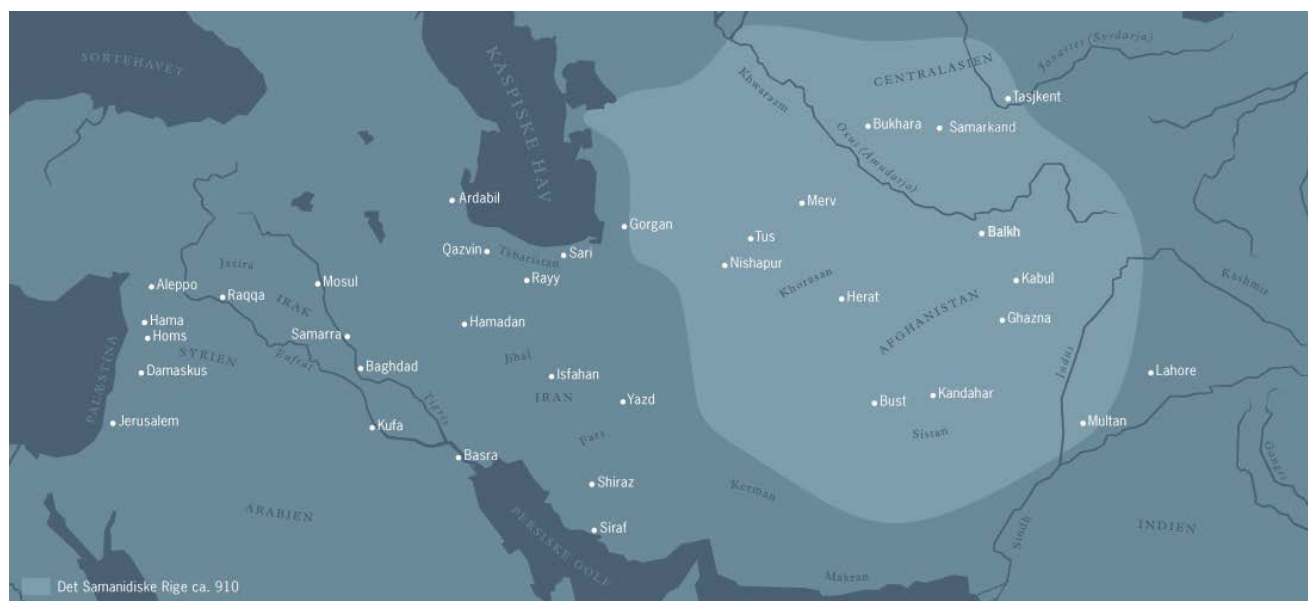 SORTEHAVET
KASPISKE HAV
CENTRALASIEN
Jaxartes (Syrdarja)
Khwarazm
Tasjkent
Bukhara
Samarkand
Oxus (Amudarja)
Ardabil
Merv
Gorgan
Balkh
Qazvin
Tabaristan
Sari
Tus
Nishapur
Jazira
Mosul
Rayy
Khorasan
Kabul
Kashmir
Aleppo
Raqqa
IRAK
Herat
AFGHANISTAN
Ghazna
Hama
Homs
Samarra
Hamadan
SYRIEN
Eufrat
Baghdad
Jibal
Isfahan
Indus
Lahore
Damaskus
PALÆSTINA
IRAN
Yazd
Bust
Kandahar
Tigris
Jerusalem
Kufa
Fars
Sistan
Multan
Basra
Ganges
Shiraz
Kerman
ARABIEN
Siraf
PERSISKE GOLF
Sindh
INDIEN
Makran
Det Samanidiske Rige ca. 910